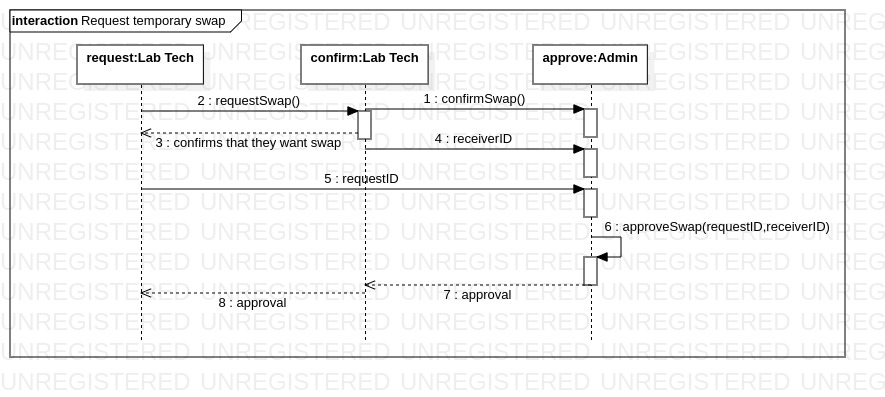 interaction Request temporary swap
request:Lab Tech
confirm:Lab Tech
approve:Admin
1 : confirmSwap()
2 : requestSwap()
3 : confirms that they want swap
4 : receiverID
5 : requestID
6 : approveSwap(requestID,receiverID)
7 : approval
8 : approval
UNREGISTERED UNREGISTERED UNREGISTERED UNREGISTERED UNREG